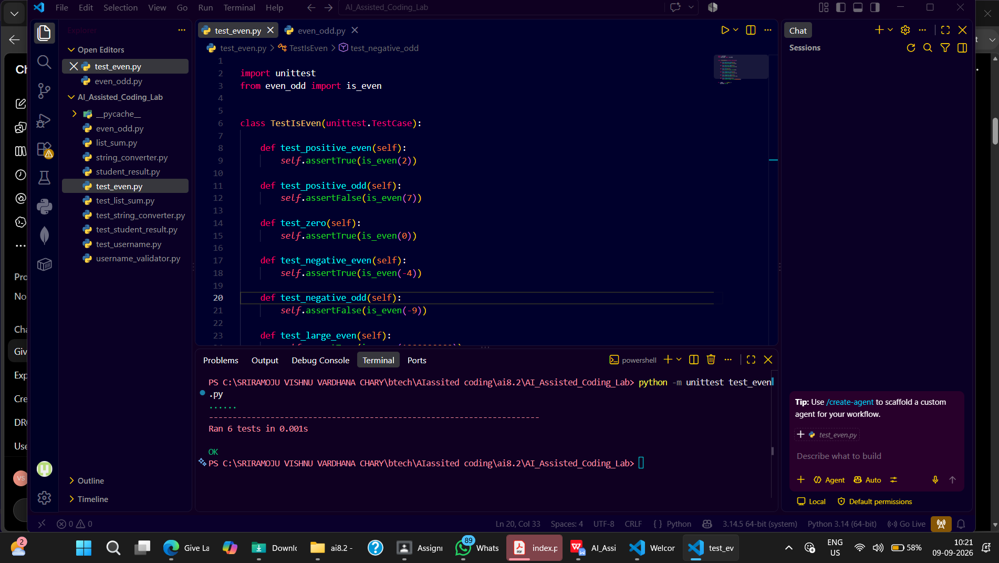 File Edit Selection View Go Run Terminal Help
AI_Assisted_Coding_Lab
Explorer
Open Editors
test_even.py
even_odd.py
AI_Assisted_Coding_Lab
__pycache__
even_odd.py
list_sum.py
string_converter.py
student_result.py
test_even.py
test_list_sum.py
test_string_converter.py
test_student_result.py
test_username.py
username_validator.py
Outline
Timeline
test_even.py
even_odd.py
test_even.py > TestIsEven > test_negative_odd
1
2 import unittest
3 from even_odd import is_even
4
5
6 class TestIsEven(unittest.TestCase):
7
8 def test_positive_even(self):
9 self.assertTrue(is_even(2))
10
11 def test_positive_odd(self):
12 self.assertFalse(is_even(7))
13
14 def test_zero(self):
15 self.assertTrue(is_even(0))
16
17 def test_negative_even(self):
18 self.assertTrue(is_even(-4))
19
20 def test_negative_odd(self):
21 self.assertFalse(is_even(-9))
22
23 def test_large_even(self):
Problems Output Debug Console Terminal Ports
powershell
PS C:\SRIRAMOJU VISHNU VARDHANA CHARY\btech\AIassited coding\ai8.2\AI_Assisted_Coding_Lab> python -m unittest test_even
.py
......
----------------------------------------------------------------------
Ran 6 tests in 0.001s
OK
PS C:\SRIRAMOJU VISHNU VARDHANA CHARY\btech\AIassited coding\ai8.2\AI_Assisted_Coding_Lab>
Chat
Sessions
Tip: Use /create-agent to scaffold a custom
agent for your workflow.
test_even.py
Describe what to build
Agent Auto
Local Default permissions
0 0
Ln 20, Col 33 Spaces: 4 UTF-8 CRLF { } Python 3.14.5 64-bit (system) Python 3.14 (64-bit) Go Live
Giv
Exp
Cre
Use
VS
2
Give La
Downl
ai8.2 -
Assign
89
Whats
index.p
AI_Assi
Welcor
test_ev
ENG
US
58%
10:21
09-09-2026